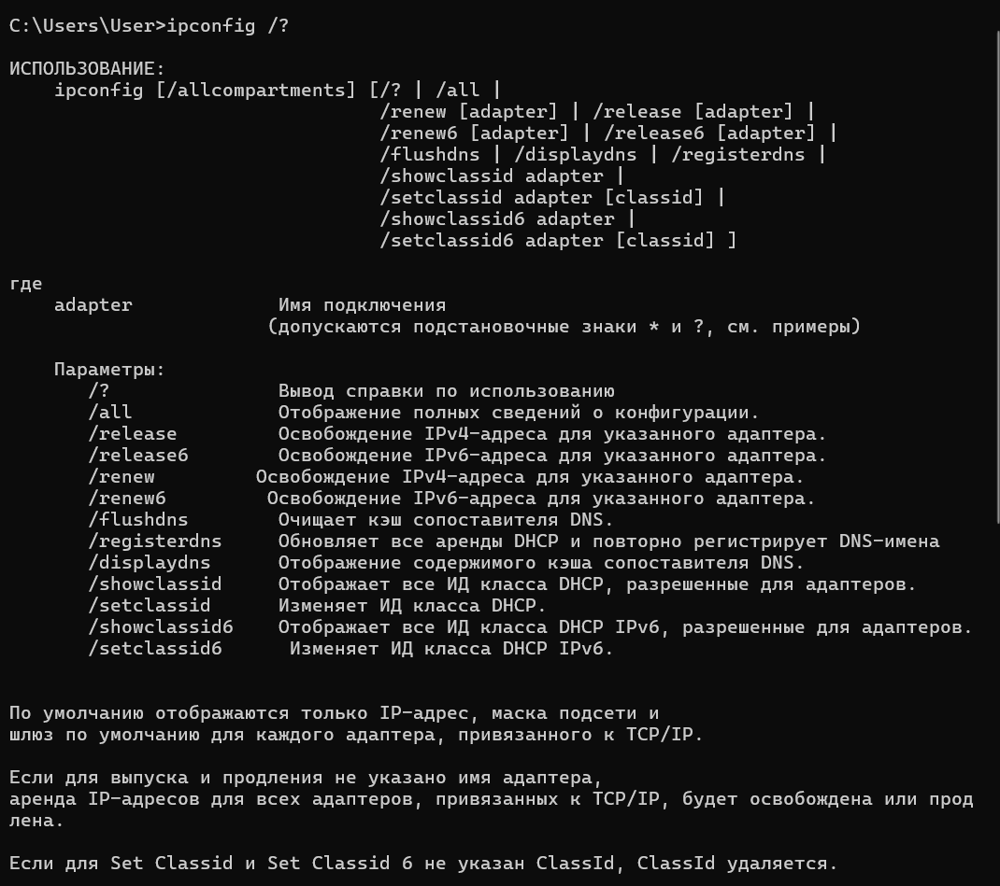 C:\Users\User>ipconfig /?
ИСПОЛЬЗОВАНИЕ:
ipconfig [/allcompartments] [/? | /all |
/renew [adapter] | /release [adapter] |
/renew6 [adapter] | /release6 [adapter] |
/flushdns | /displaydns | /registerdns |
/showclassid adapter |
/setclassid adapter [classid] |
/showclassid6 adapter |
/setclassid6 adapter [classid] ]
где
adapter Имя подключения
(допускаются подстановочные знаки * и ?, см. примеры)
Параметры:
/? Вывод справки по использованию
/all Отображение полных сведений о конфигурации.
/release Освобождение IPv4-адреса для указанного адаптера.
/release6 Освобождение IPv6-адреса для указанного адаптера.
/renew Освобождение IPv4-адреса для указанного адаптера.
/renew6 Освобождение IPv6-адреса для указанного адаптера.
/flushdns Очищает кэш сопоставителя DNS.
/registerdns Обновляет все аренды DHCP и повторно регистрирует DNS-имена
/displaydns Отображение содержимого кэша сопоставителя DNS.
/showclassid Отображает все ИД класса DHCP, разрешенные для адаптеров.
/setclassid Изменяет ИД класса DHCP.
/showclassid6 Отображает все ИД класса DHCP IPv6, разрешенные для адаптеров.
/setclassid6 Изменяет ИД класса DHCP IPv6.
По умолчанию отображаются только IP-адрес, маска подсети и
шлюз по умолчанию для каждого адаптера, привязанного к TCP/IP.
Если для выпуска и продления не указано имя адаптера,
аренда IP-адресов для всех адаптеров, привязанных к TCP/IP, будет освобождена или прод
лена.
Если для Set Classid и Set Classid 6 не указан ClassId, ClassId удаляется.